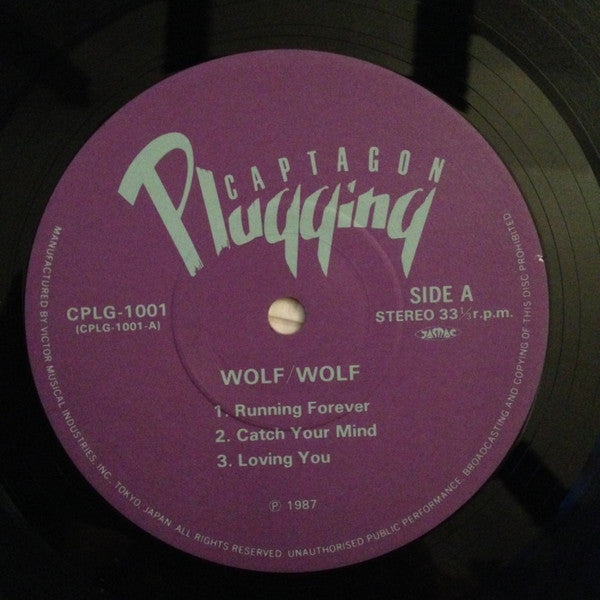 CAPTAGON
Plugging
CPLG-1001
(CPLG-1001-A)
SIDE A
STEREO 33⅓r.p.m.
JASRAC
WOLF/WOLF
1. Running Forever
2. Catch Your Mind
3. Loving You
Ⓟ 1987
MANUFACTURED BY VICTOR MUSICAL INDUSTRIES, INC. TOKYO, JAPAN. ALL RIGHTS RESERVED. UNAUTHORISED PUBLIC PERFORMANCE, BROADCASTING AND COPYING OF THIS DISC PROHIBITED